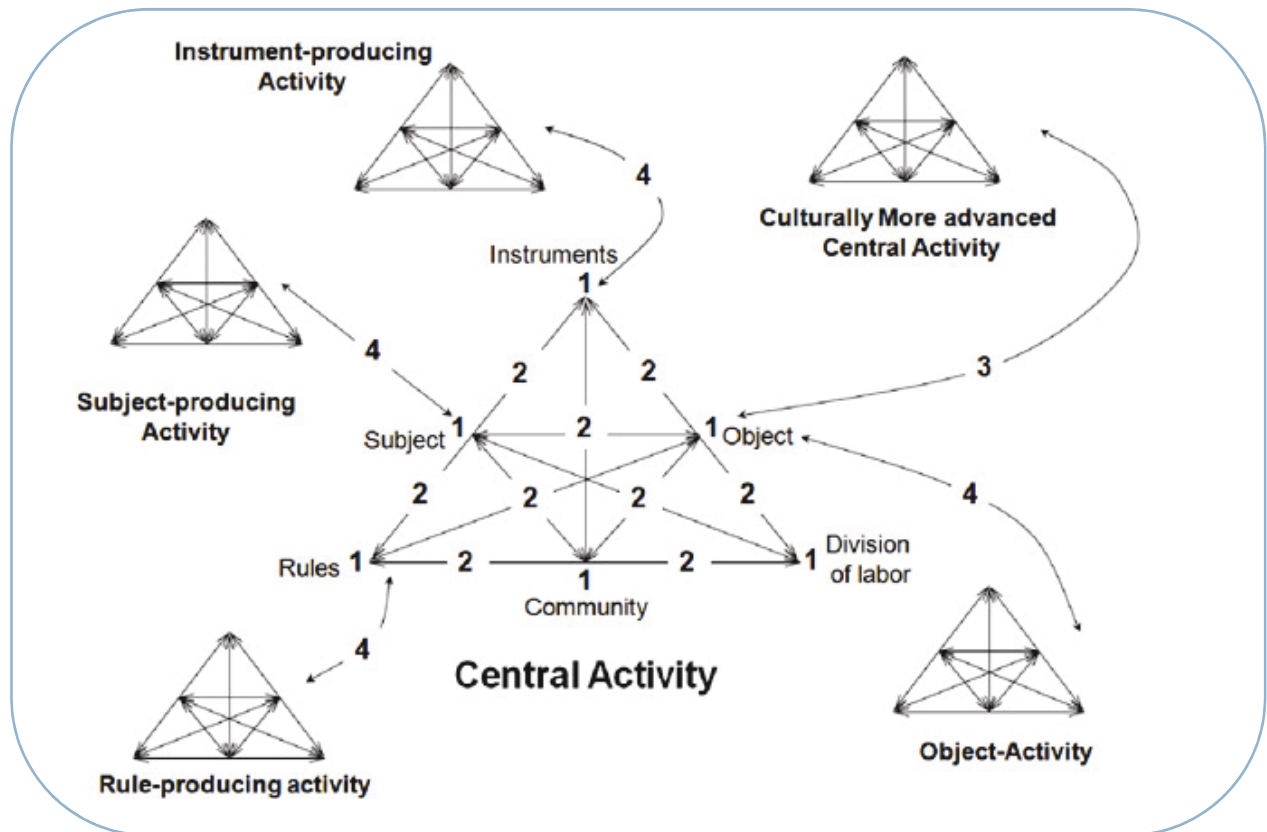 Instrument-producing
Activity
4
Culturally More advanced
Central Activity
Instruments
1
4
Subject-producing
Activity
2
2
3
Subject
1
2
1
Object
2
2
2
2
4
Rules
1
2
1
2
1
Division
of labor
Community
4
Central Activity
Rule-producing activity
Object-Activity